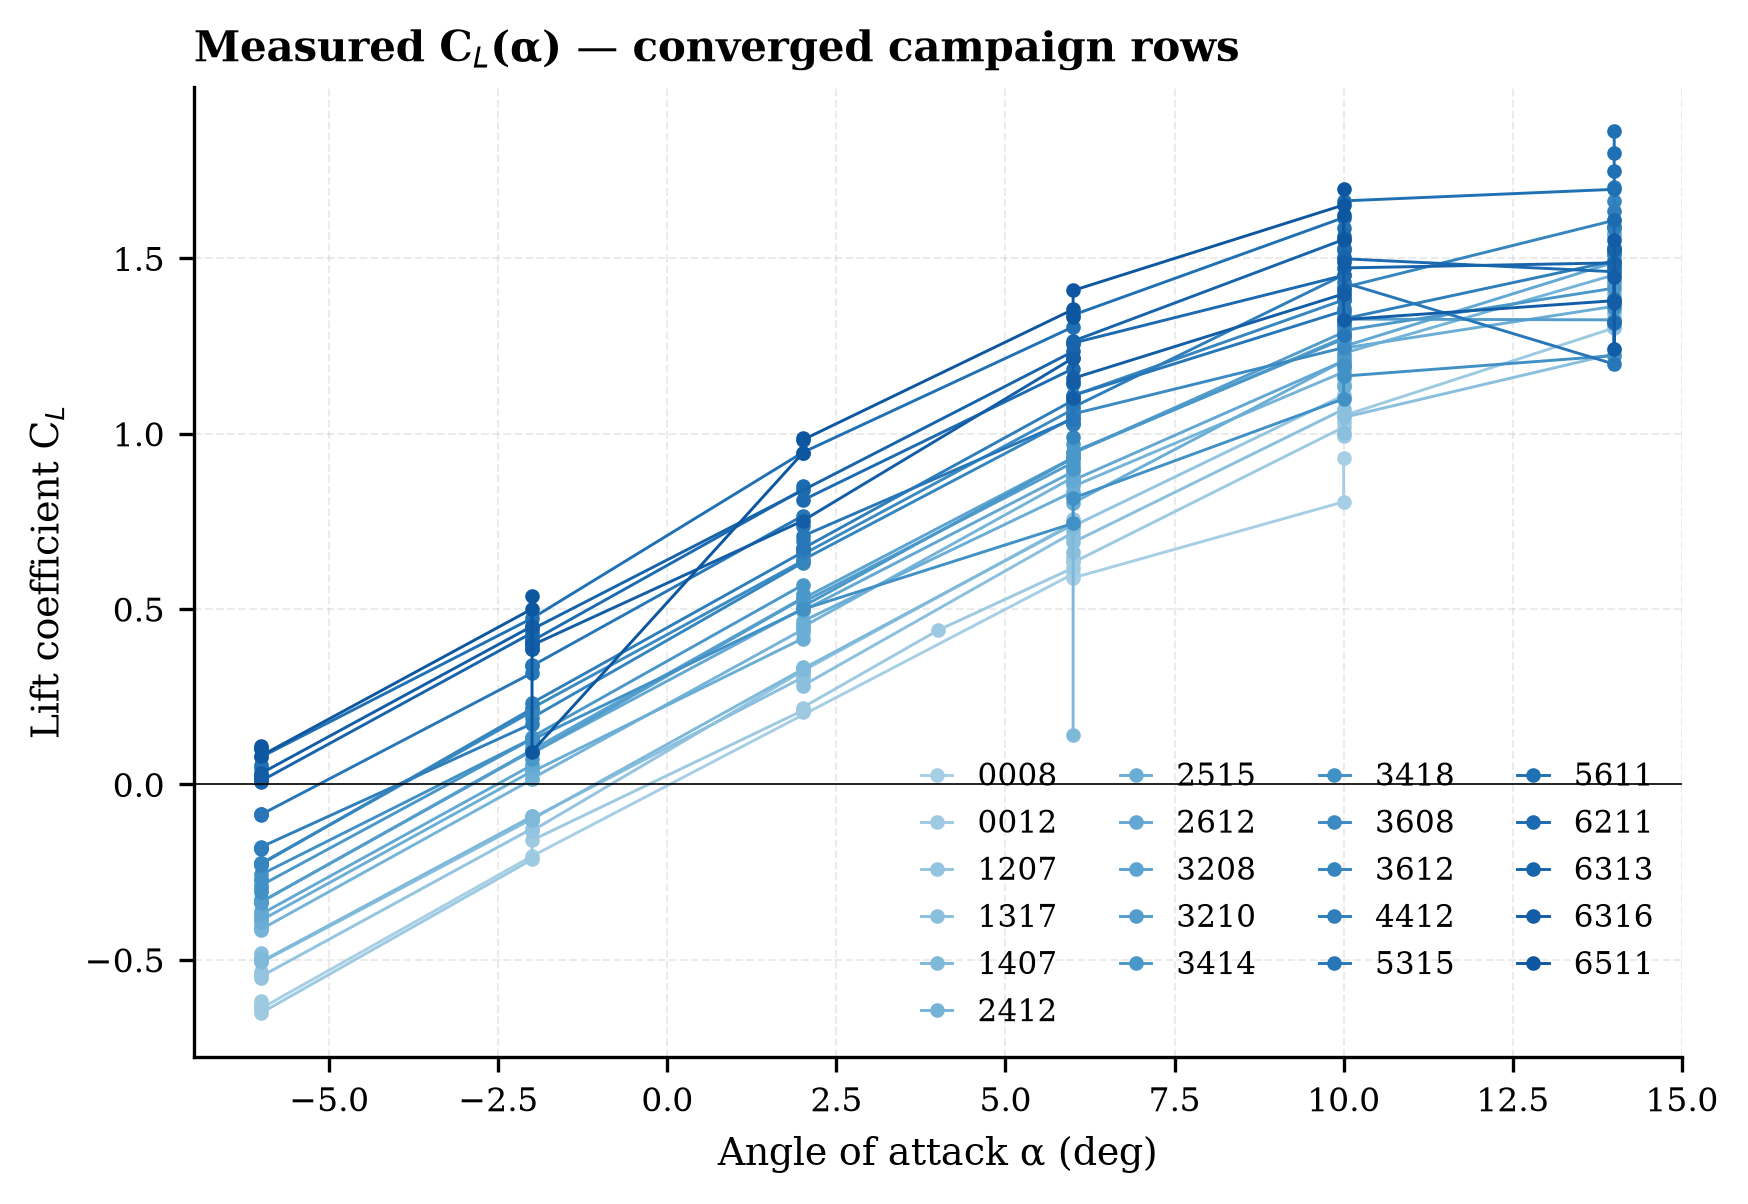 Measured C_L(α) — converged campaign rows
Lift coefficient C_L
1.5
1.0
0.5
0.0
−0.5
0008 2515 3418 5611
0012 2612 3608 6211
1207 3208 3612 6313
1317 3210 4412 6316
1407 3414 5315 6511
2412
−5.0 −2.5 0.0 2.5 5.0 7.5 10.0 12.5 15.0
Angle of attack α (deg)